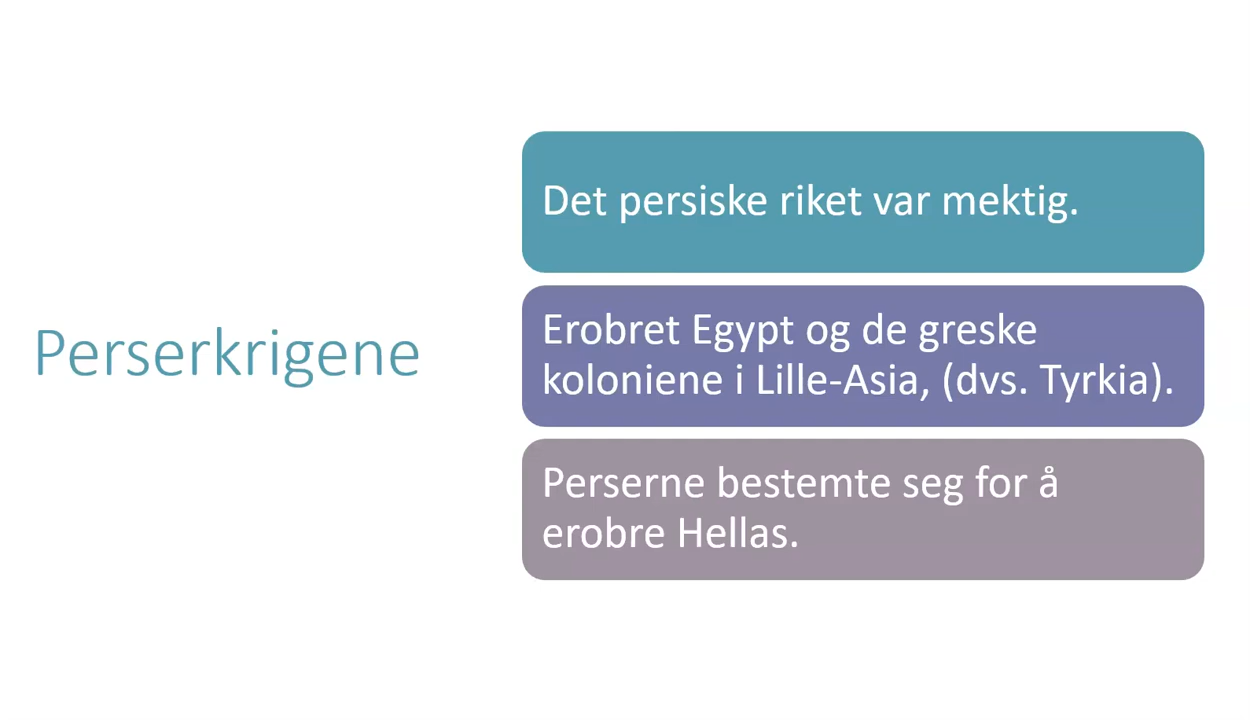 Perserkrigene
Det persiske riket var mektig.
Erobret Egypt og de greske
koloniene i Lille-Asia, (dvs. Tyrkia).
Perserne bestemte seg for å
erobre Hellas.